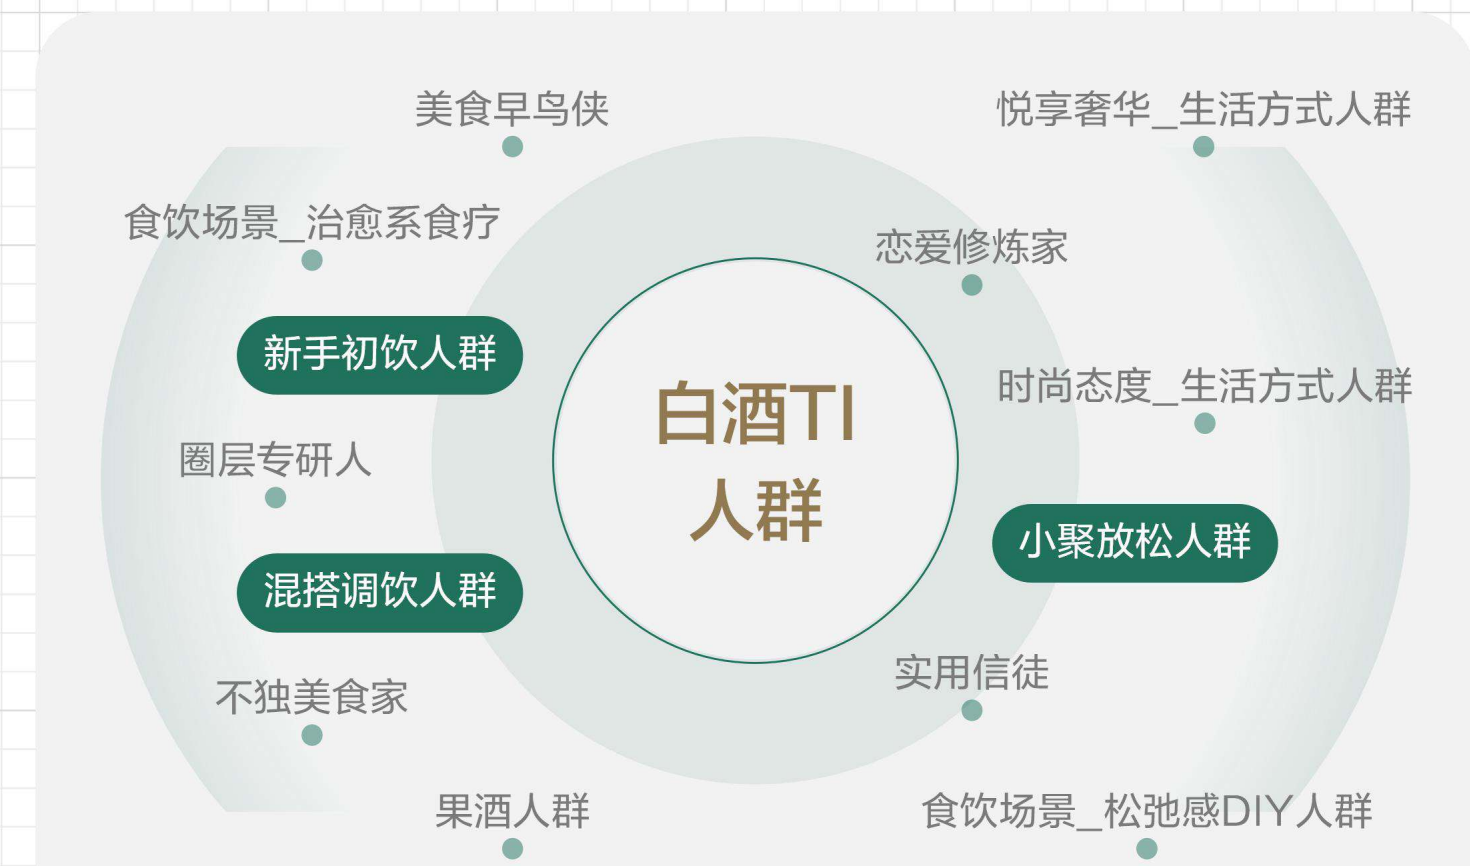 美食早鸟侠
悦享奢华_生活方式人群
食饮场景_治愈系食疗
恋爱修炼家
新手初饮人群
时尚态度_生活方式人群
白酒TI
人群
圈层专研人
小聚放松人群
混搭调饮人群
实用信徒
不独美食家
果酒人群
食饮场景_松弛感DIY人群